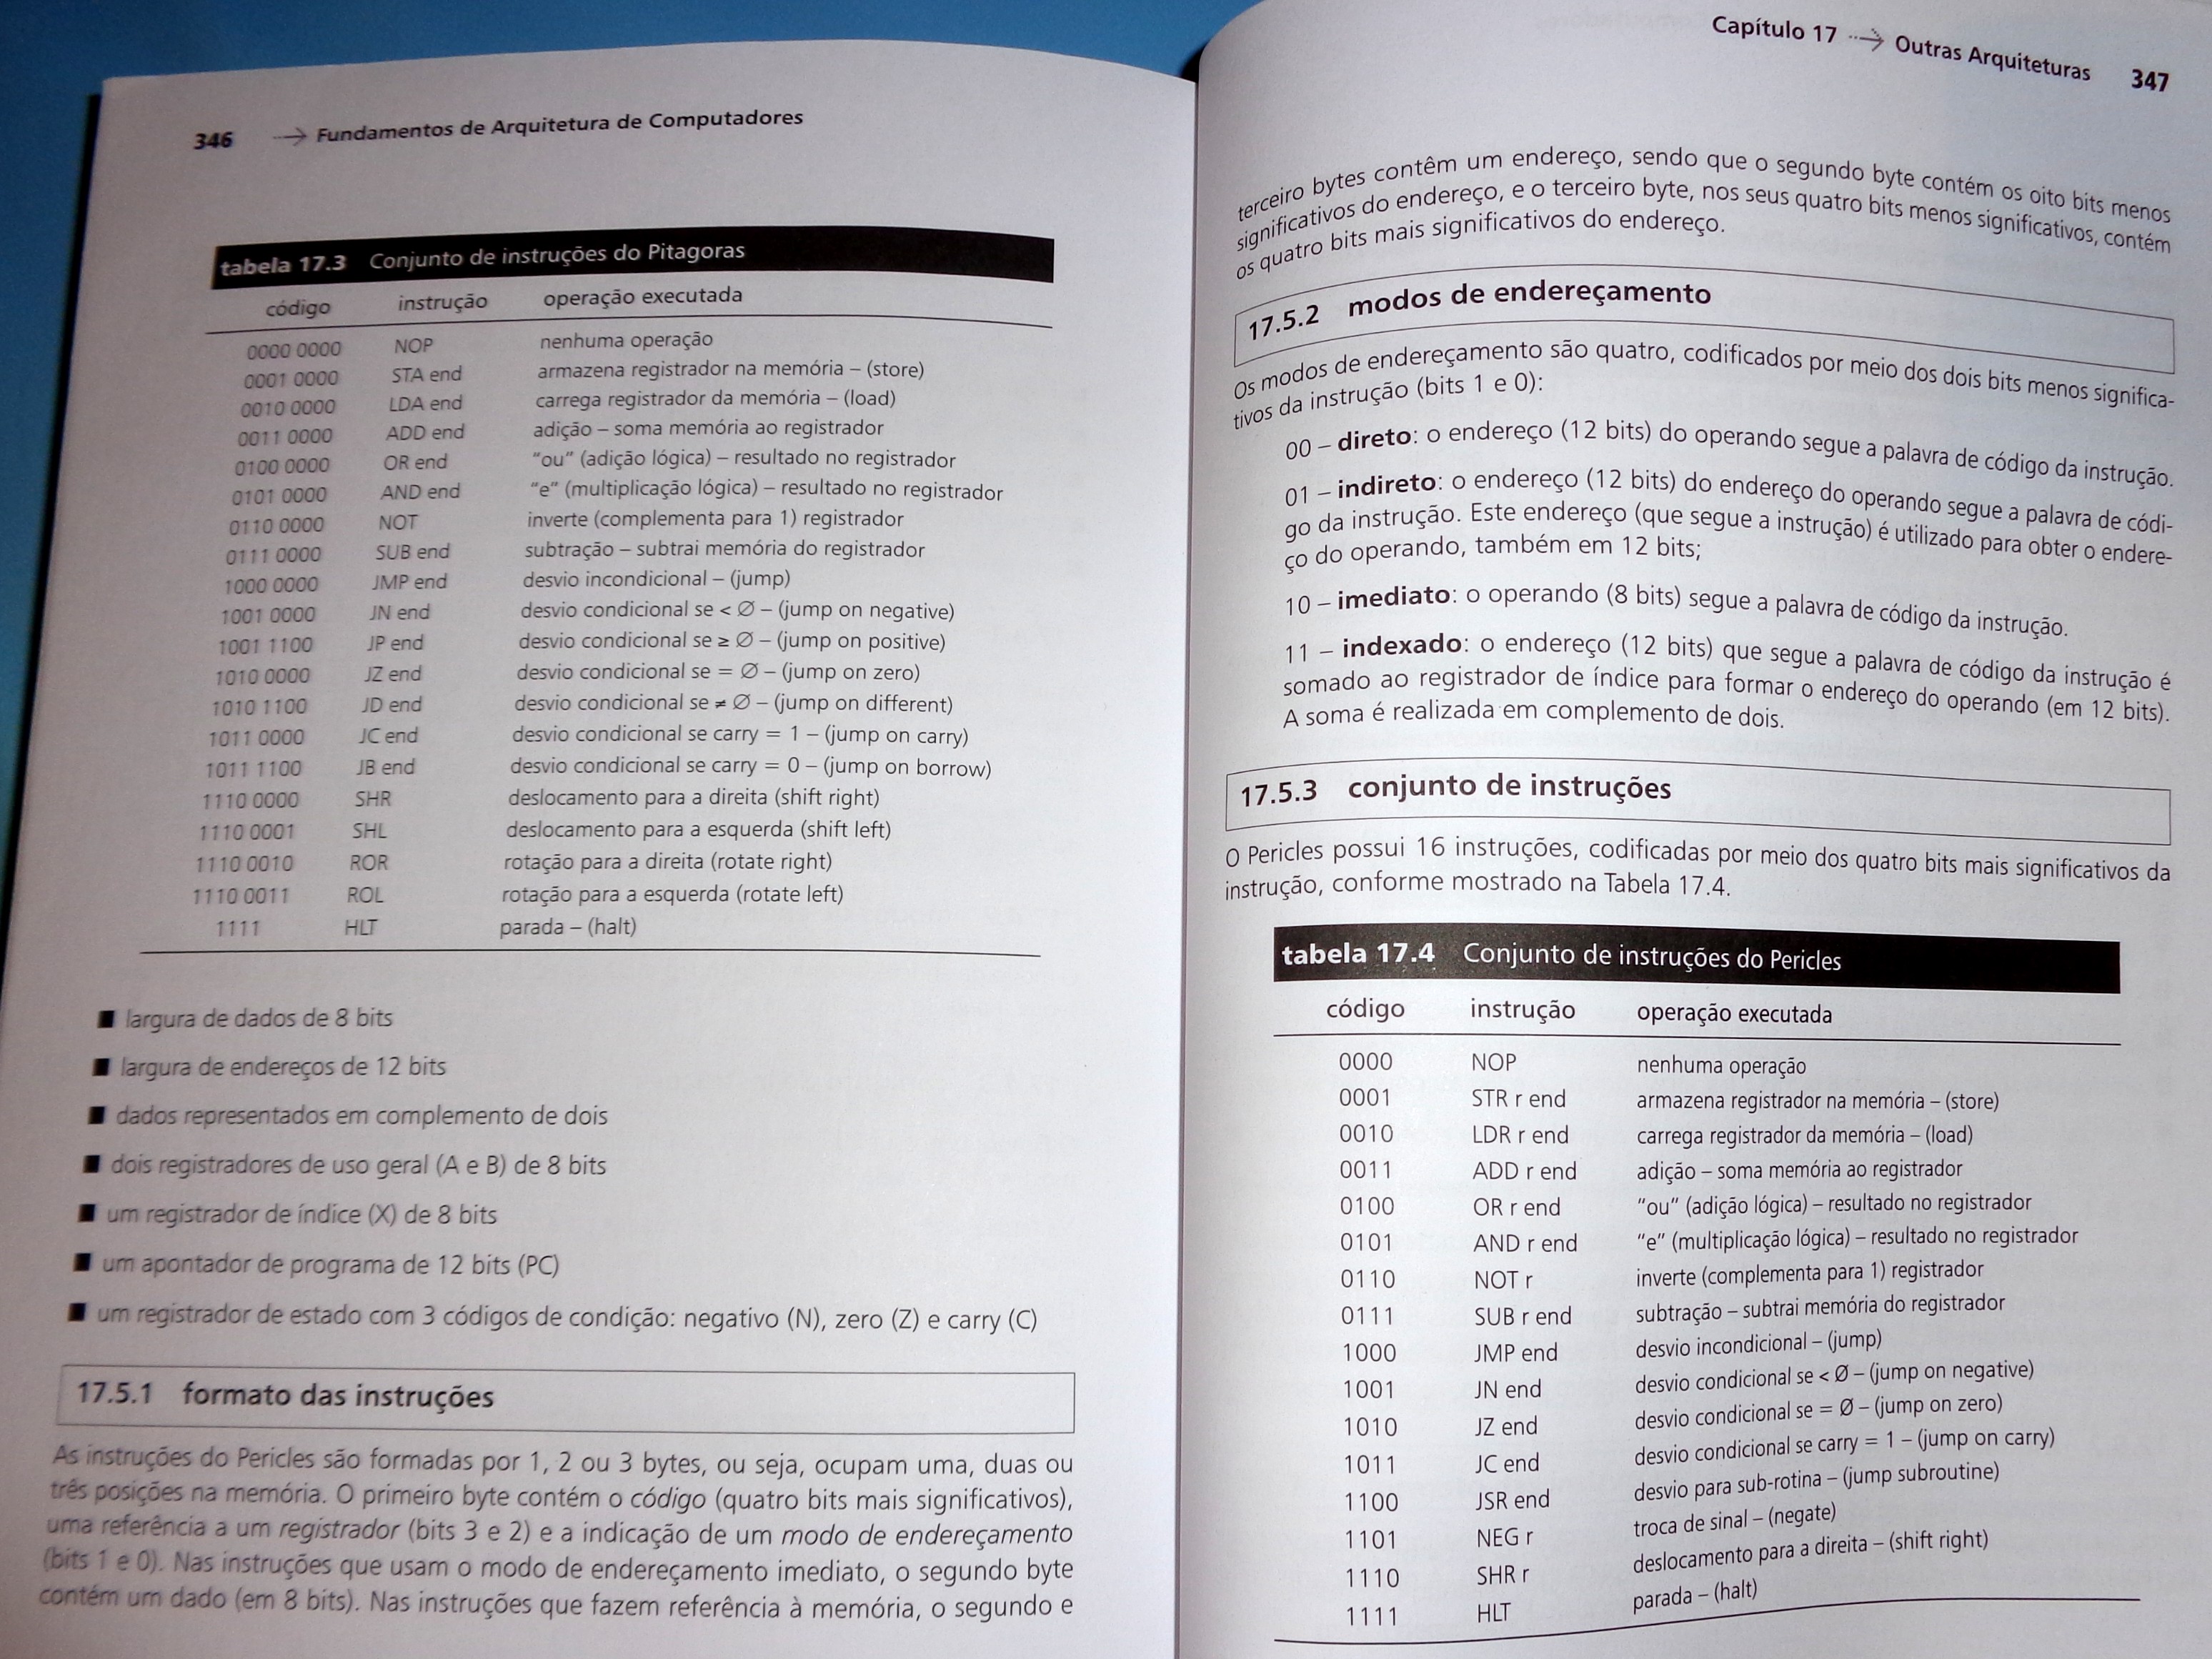 346 → Fundamentos de Arquitetura de Computadores
tabela 17.3 Conjunto de instruções do Pitagoras
código instrução operação executada
0000 0000 NOP nenhuma operação
0001 0000 STA end armazena registrador na memória – (store)
0010 0000 LDA end carrega registrador da memória – (load)
0011 0000 ADD end adição – soma memória ao registrador
0100 0000 OR end “ou” (adição lógica) – resultado no registrador
0101 0000 AND end “e” (multiplicação lógica) – resultado no registrador
0110 0000 NOT inverte (complementa para 1) registrador
0111 0000 SUB end subtração – subtrai memória do registrador
1000 0000 JMP end desvio incondicional – (jump)
1001 0000 JN end desvio condicional se < Ø – (jump on negative)
1001 1100 JP end desvio condicional se ≥ Ø – (jump on positive)
1010 0000 JZ end desvio condicional se = Ø – (jump on zero)
1010 1100 JD end desvio condicional se ≠ Ø – (jump on different)
1011 0000 JC end desvio condicional se carry = 1 – (jump on carry)
1011 1100 JB end desvio condicional se carry = 0 – (jump on borrow)
1110 0000 SHR deslocamento para a direita (shift right)
1110 0001 SHL deslocamento para a esquerda (shift left)
1110 0010 ROR rotação para a direita (rotate right)
1110 0011 ROL rotação para a esquerda (rotate left)
1111 HLT parada – (halt)
■ largura de dados de 8 bits
■ largura de endereços de 12 bits
■ dados representados em complemento de dois
■ dois registradores de uso geral (A e B) de 8 bits
■ um registrador de índice (X) de 8 bits
■ um apontador de programa de 12 bits (PC)
■ um registrador de estado com 3 códigos de condição: negativo (N), zero (Z) e carry (C)
17.5.1 formato das instruções
As instruções do Pericles são formadas por 1, 2 ou 3 bytes, ou seja, ocupam uma, duas ou
três posições na memória. O primeiro byte contém o código (quatro bits mais significativos),
uma referência a um registrador (bits 3 e 2) e a indicação de um modo de endereçamento
(bits 1 e 0). Nas instruções que usam o modo de endereçamento imediato, o segundo byte
contém um dado (em 8 bits). Nas instruções que fazem referência à memória, o segundo e
Capítulo 17 → Outras Arquiteturas 347
terceiro bytes contêm um endereço, sendo que o segundo byte contém os oito bits menos
significativos do endereço, e o terceiro byte, nos seus quatro bits menos significativos, contém
os quatro bits mais significativos do endereço.
17.5.2 modos de endereçamento
Os modos de endereçamento são quatro, codificados por meio dos dois bits menos significa-
tivos da instrução (bits 1 e 0):
00 – direto: o endereço (12 bits) do operando segue a palavra de código da instrução.
01 – indireto: o endereço (12 bits) do endereço do operando segue a palavra de códi-
go da instrução. Este endereço (que segue a instrução) é utilizado para obter o endere-
ço do operando, também em 12 bits;
10 – imediato: o operando (8 bits) segue a palavra de código da instrução.
11 – indexado: o endereço (12 bits) que segue a palavra de código da instrução é
somado ao registrador de índice para formar o endereço do operando (em 12 bits).
A soma é realizada em complemento de dois.
17.5.3 conjunto de instruções
O Pericles possui 16 instruções, codificadas por meio dos quatro bits mais significativos da
instrução, conforme mostrado na Tabela 17.4.
tabela 17.4 Conjunto de instruções do Pericles
código instrução operação executada
0000 NOP nenhuma operação
0001 STR r end armazena registrador na memória – (store)
0010 LDR r end carrega registrador da memória – (load)
0011 ADD r end adição – soma memória ao registrador
0100 OR r end “ou” (adição lógica) – resultado no registrador
0101 AND r end “e” (multiplicação lógica) – resultado no registrador
0110 NOT r inverte (complementa para 1) registrador
0111 SUB r end subtração – subtrai memória do registrador
1000 JMP end desvio incondicional – (jump)
1001 JN end desvio condicional se < Ø – (jump on negative)
1010 JZ end desvio condicional se = Ø – (jump on zero)
1011 JC end desvio condicional se carry = 1 – (jump on carry)
1100 JSR end desvio para sub-rotina – (jump subroutine)
1101 NEG r troca de sinal – (negate)
1110 SHR r deslocamento para a direita – (shift right)
1111 HLT parada – (halt)